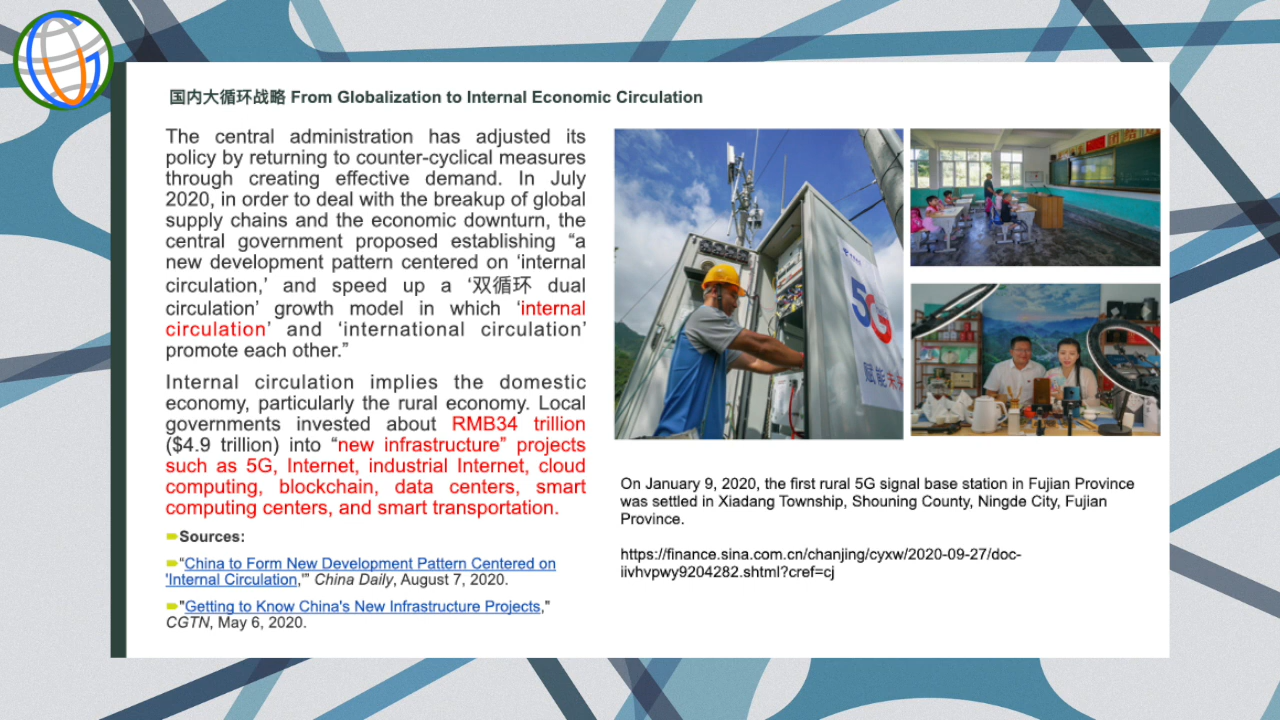 国内大循环战略 From Globalization to Internal Economic Circulation
The central administration has adjusted its
policy by returning to counter-cyclical measures
through creating effective demand. In July
2020, in order to deal with the breakup of global
supply chains and the economic downturn, the
central government proposed establishing “a
new development pattern centered on ‘internal
circulation,’ and speed up a ‘双循环 dual
circulation’ growth model in which ‘internal
circulation’ and ‘international circulation’
promote each other.”
Internal circulation implies the domestic
economy, particularly the rural economy. Local
governments invested about RMB34 trillion
($4.9 trillion) into “new infrastructure” projects
such as 5G, Internet, industrial Internet, cloud
computing, blockchain, data centers, smart
computing centers, and smart transportation.
Sources:
“China to Form New Development Pattern Centered on
'Internal Circulation,'” China Daily, August 7, 2020.
"Getting to Know China's New Infrastructure Projects,"
CGTN, May 6, 2020.
5G
赋能未
On January 9, 2020, the first rural 5G signal base station in Fujian Province
was settled in Xiadang Township, Shouning County, Ningde City, Fujian
Province.
https://finance.sina.com.cn/chanjing/cyxw/2020-09-27/doc-
iivhvpwy9204282.shtml?cref=cj